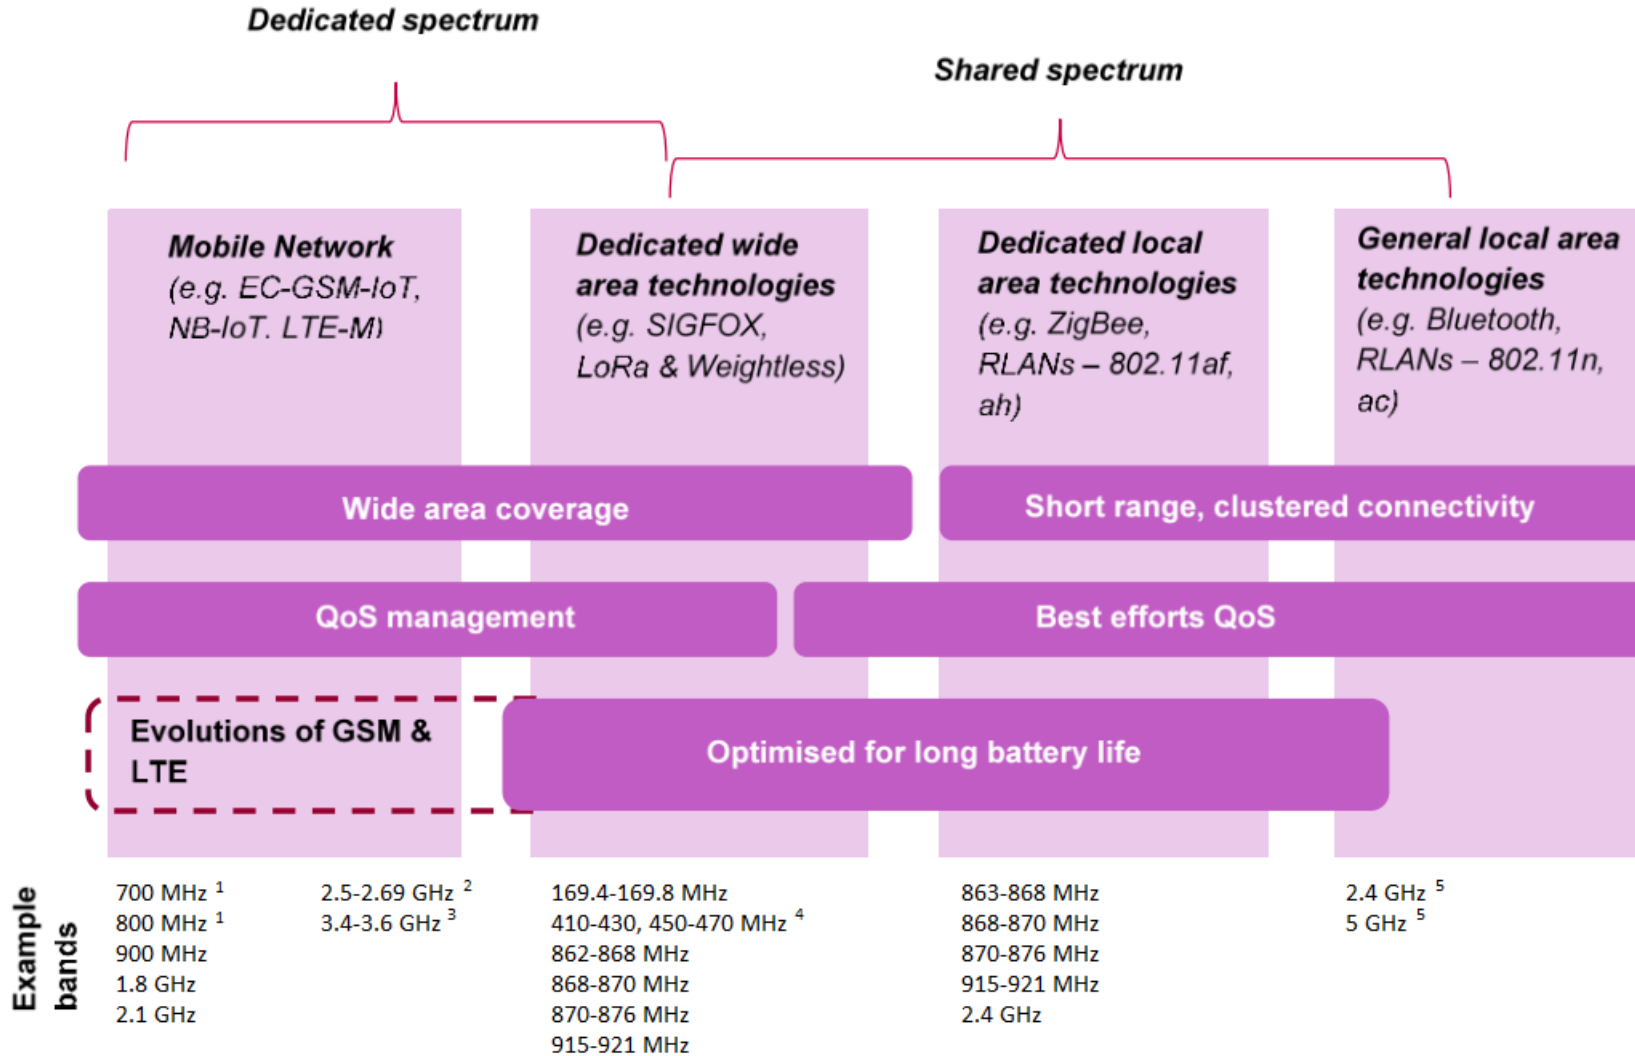 Dedicated spectrum
Shared spectrum
Mobile Network
(e.g. EC-GSM-IoT,
NB-IoT. LTE-M)
Dedicated wide
area technologies
(e.g. SIGFOX,
LoRa & Weightless)
Dedicated local
area technologies
(e.g. ZigBee,
RLANs – 802.11af,
ah)
General local area
technologies
(e.g. Bluetooth,
RLANs – 802.11n,
ac)
Wide area coverage
Short range, clustered connectivity
QoS management
Best efforts QoS
Evolutions of GSM &
LTE
Optimised for long battery life
Example
bands
700 MHz ¹
800 MHz ¹
900 MHz
1.8 GHz
2.1 GHz
2.5-2.69 GHz ²
3.4-3.6 GHz ³
169.4-169.8 MHz
410-430, 450-470 MHz ⁴
862-868 MHz
868-870 MHz
870-876 MHz
915-921 MHz
863-868 MHz
868-870 MHz
870-876 MHz
915-921 MHz
2.4 GHz
2.4 GHz ⁵
5 GHz ⁵